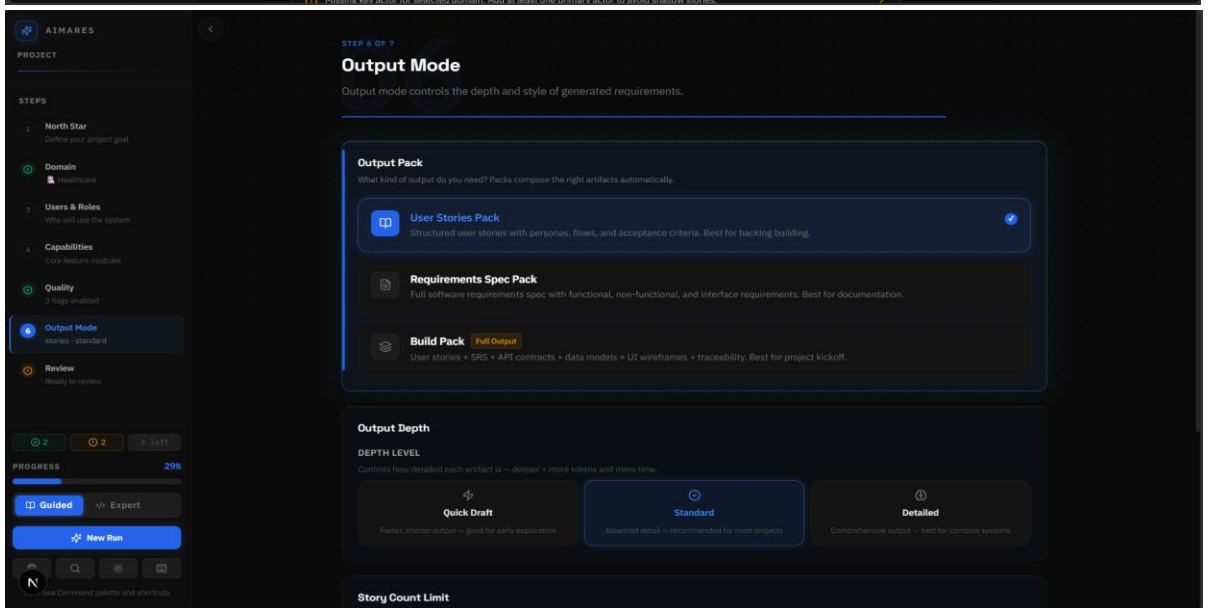 Missing key actor for selected domain. Add at least one primary actor to avoid shallow stories.
AIMARES
PROJECT
STEPS
1
North Star
Define your project goal
Domain
Healthcare
3
Users & Roles
Who will use the system
4
Capabilities
Core feature modules
Quality
3 flags enabled
6
Output Mode
stories · standard
Review
Ready to review
2
2
3 left
PROGRESS
29%
Guided
</> Expert
New Run
N
use Command palette and shortcuts
STEP 6 OF 7
06
Output Mode
Output mode controls the depth and style of generated requirements.
Output Pack
What kind of output do you need? Packs compose the right artifacts automatically.
User Stories Pack
Structured user stories with personas, flows, and acceptance criteria. Best for backlog building.
Requirements Spec Pack
Full software requirements spec with functional, non-functional, and interface requirements. Best for documentation.
Build Pack Full Output
User stories + SRS + API contracts + data models + UI wireframes + traceability. Best for project kickoff.
Output Depth
DEPTH LEVEL
Controls how detailed each artifact is — deeper = more tokens and more time.
Quick Draft
Faster, shorter output — good for early exploration
Standard
Balanced detail — recommended for most projects
Detailed
Comprehensive output — best for complex systems
Story Count Limit